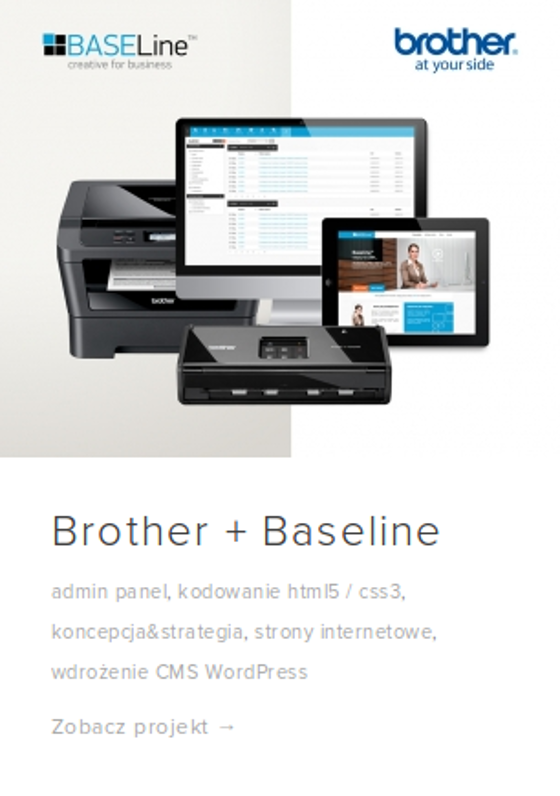 BASELine™
creative for business
brother®
at your side
brother
Brother + Baseline
admin panel, kodowanie html5 / css3,
koncepcja&strategia, strony internetowe,
wdrożenie CMS WordPress
Zobacz projekt →